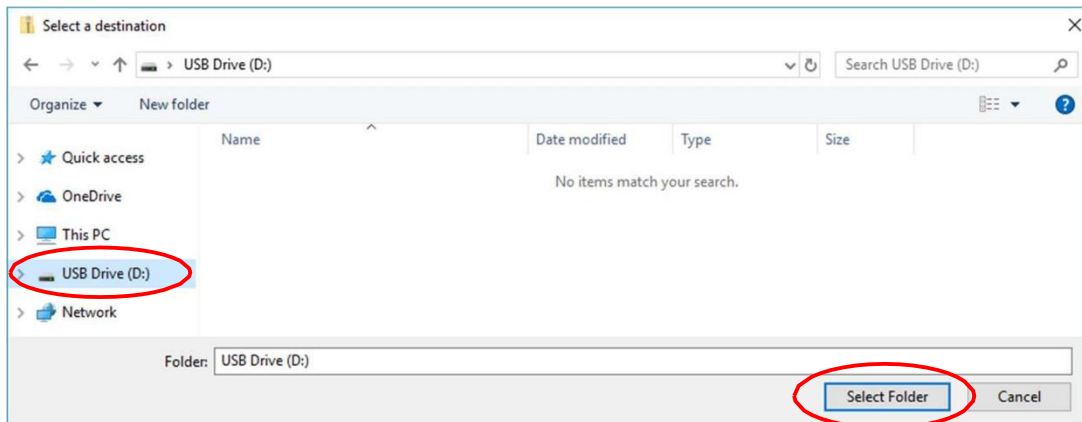 Select a destination
USB Drive (D:)
Search USB Drive (D:)
Organize
New folder
Name
Date modified
Type
Size
Quick access
No items match your search.
OneDrive
This PC
USB Drive (D:)
Network
Folder: USB Drive (D:)
Select Folder
Cancel